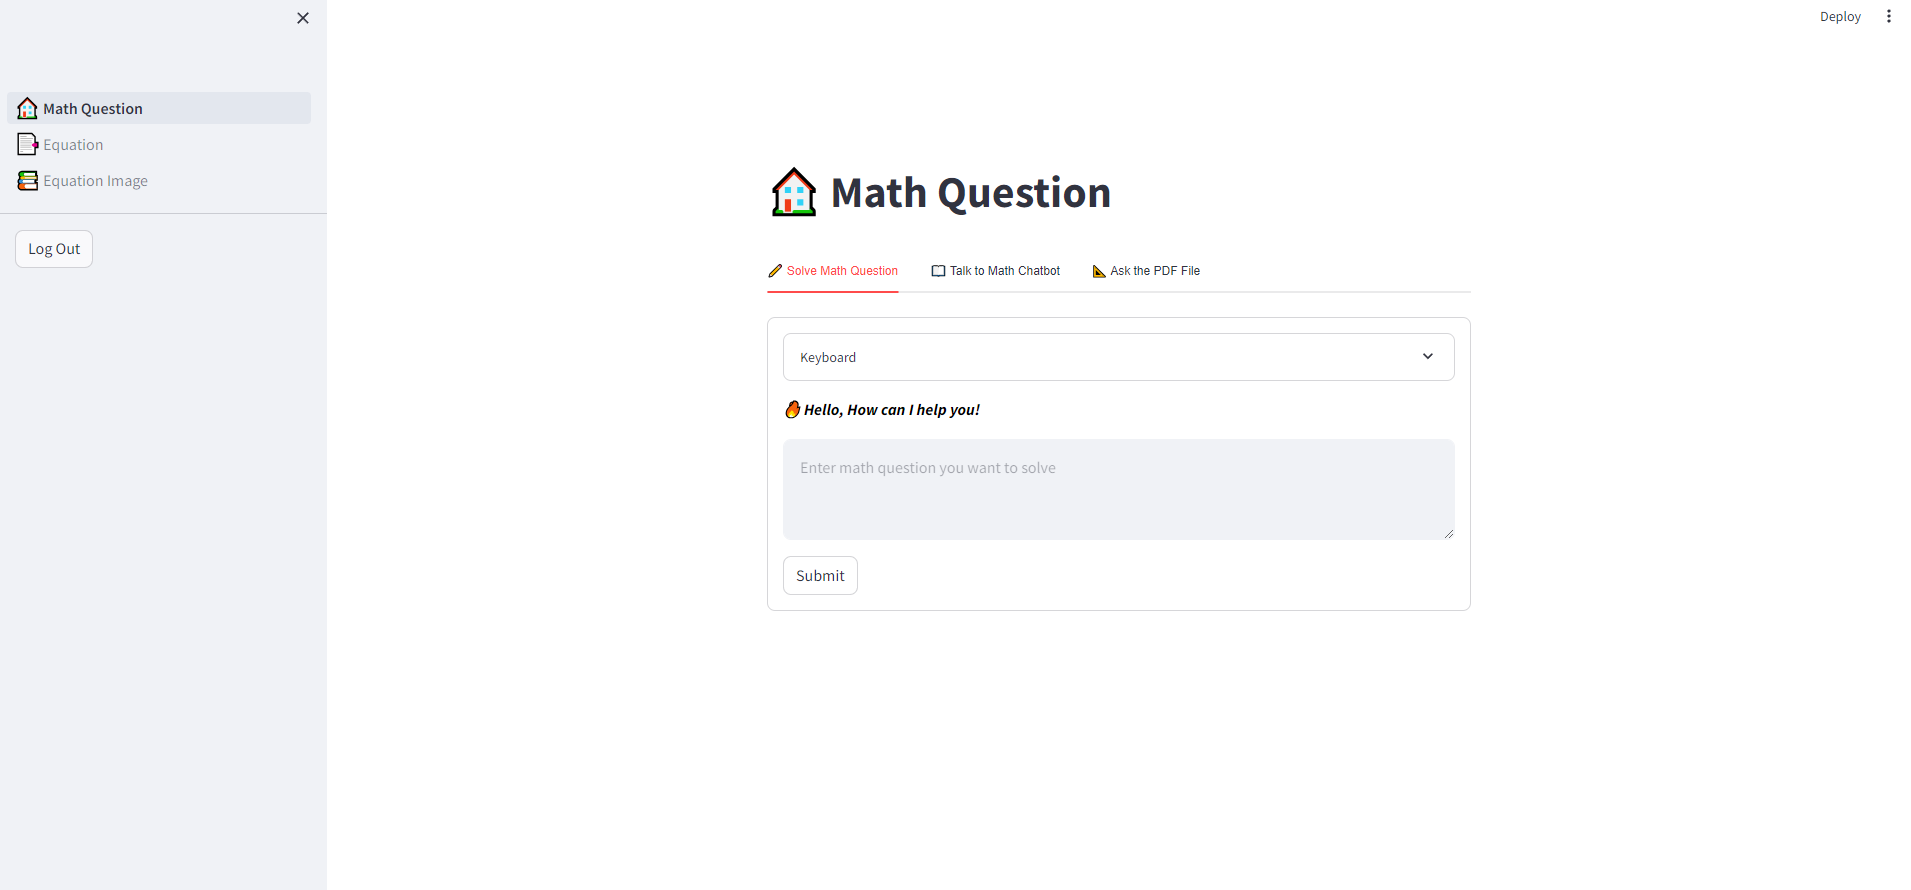 Deploy
Math Question
Equation
Equation Image
Log Out
Math Question
Solve Math Question
Talk to Math Chatbot
Ask the PDF File
Keyboard
Hello, How can I help you!
Enter math question you want to solve
Submit